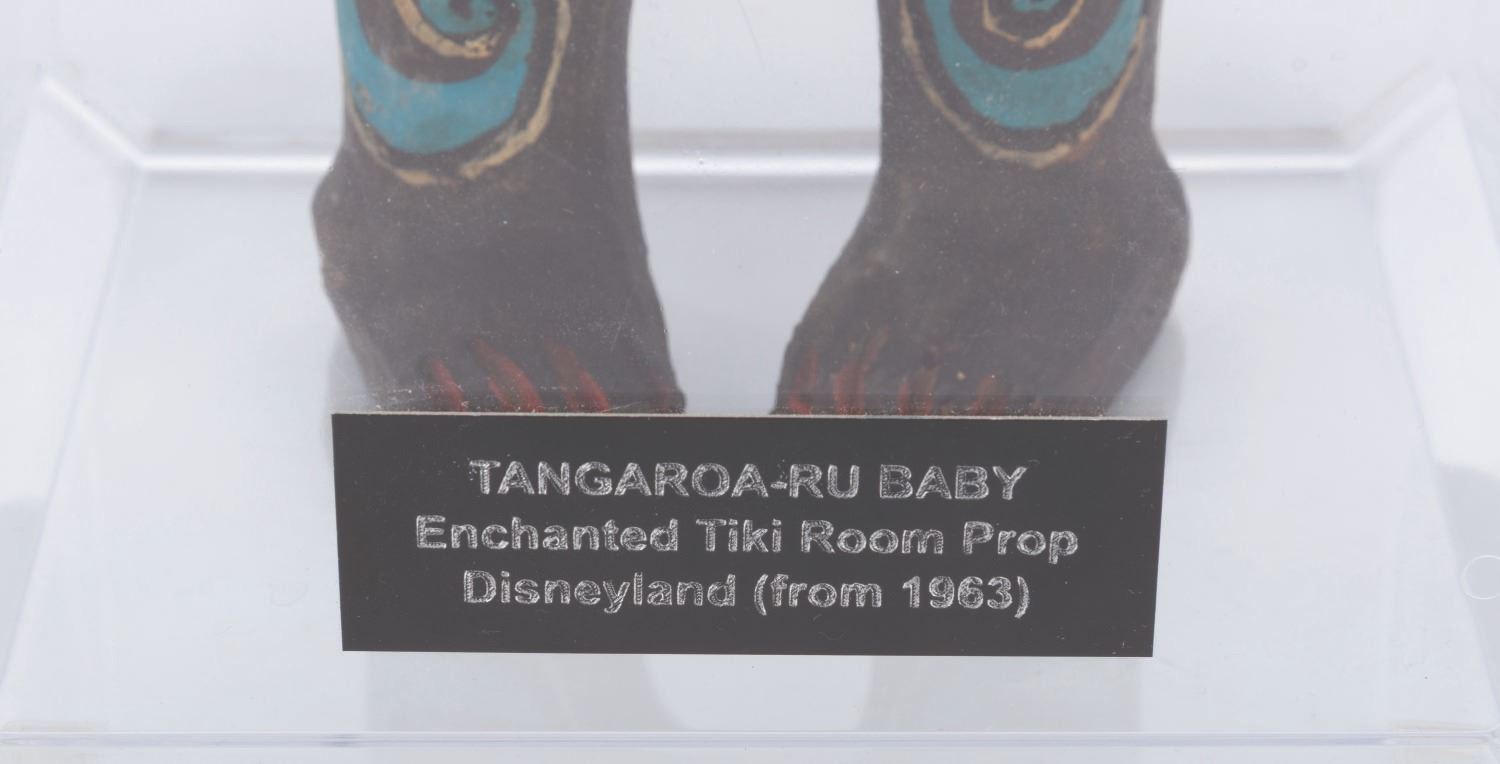 TANGAROA-RU BABY
Enchanted Tiki Room Prop
Disneyland (from 1963)